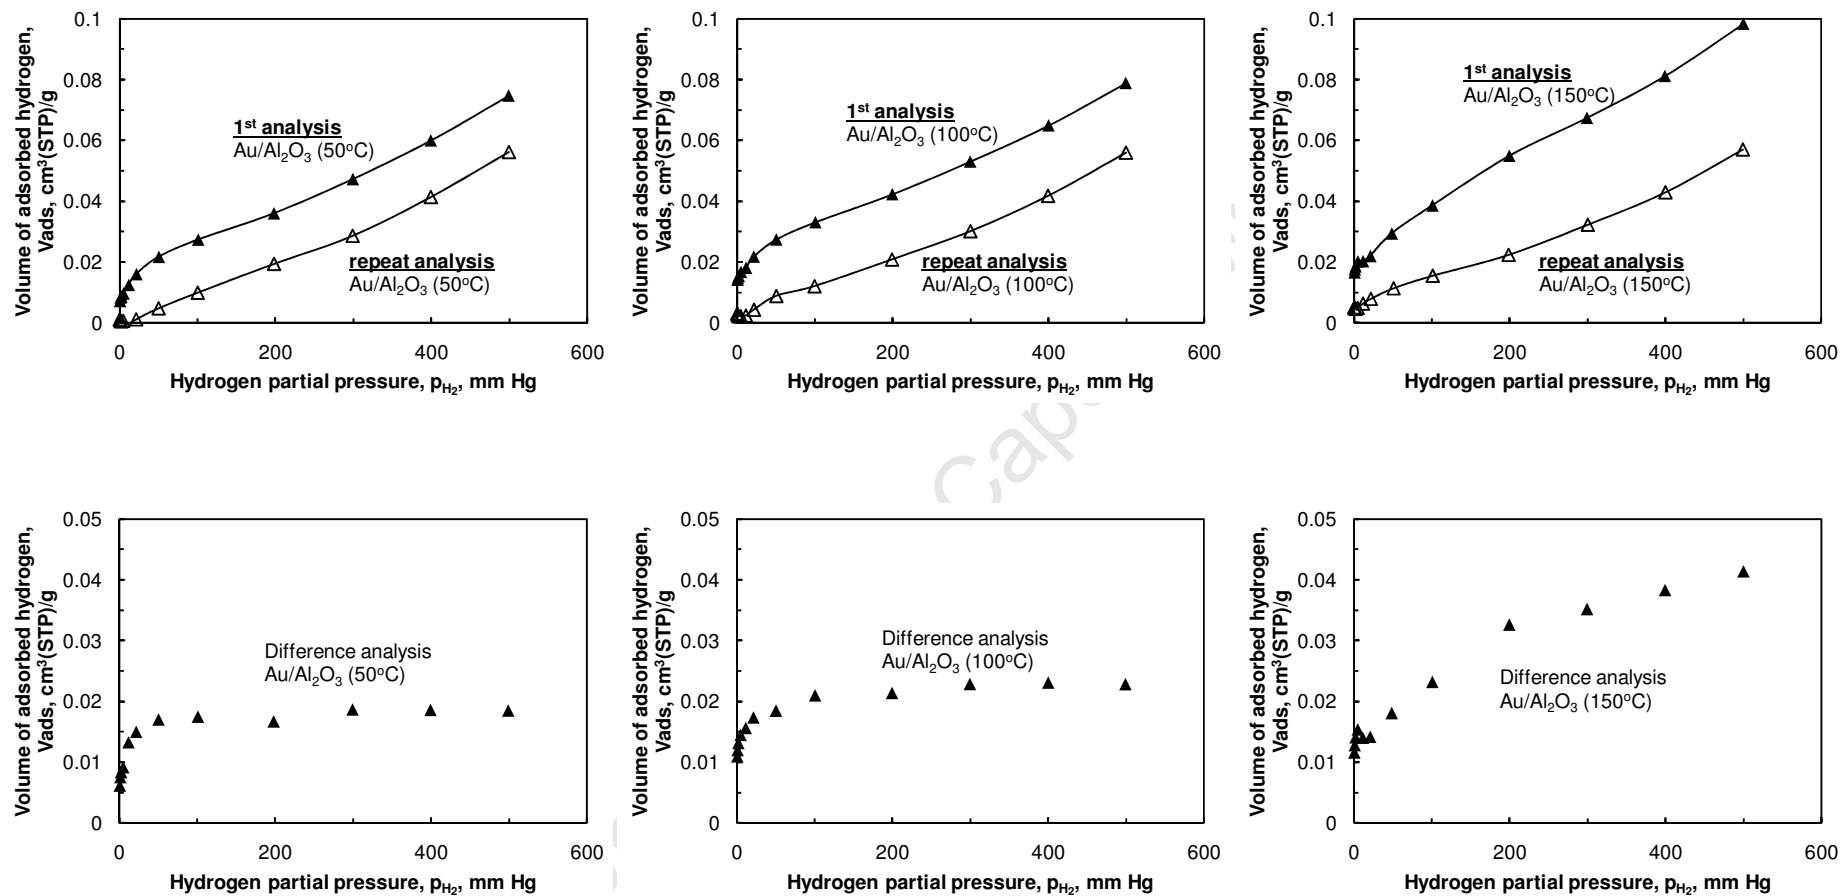 Volume of adsorbed hydrogen,
Vads, cm³(STP)/g
0.1
0.08
0.06
0.04
0.02
0
1st analysis
Au/Al₂O₃ (50°C)
repeat analysis
Au/Al₂O₃ (50°C)
0 200 400 600
Hydrogen partial pressure, pH₂, mm Hg
Volume of adsorbed hydrogen,
Vads, cm³(STP)/g
0.1
0.08
0.06
0.04
0.02
0
1st analysis
Au/Al₂O₃ (100°C)
repeat analysis
Au/Al₂O₃ (100°C)
0 200 400 600
Hydrogen partial pressure, pH₂, mm Hg
Volume of adsorbed hydrogen,
Vads, cm³(STP)/g
0.1
0.08
0.06
0.04
0.02
0
1st analysis
Au/Al₂O₃ (150°C)
repeat analysis
Au/Al₂O₃ (150°C)
0 200 400 600
Hydrogen partial pressure, pH₂, mm Hg
Volume of adsorbed hydrogen,
Vads, cm³(STP)/g
0.05
0.04
0.03
0.02
0.01
0
Difference analysis
Au/Al₂O₃ (50°C)
0 200 400 600
Hydrogen partial pressure, pH₂, mm Hg
Volume of adsorbed hydrogen,
Vads, cm³(STP)/g
0.05
0.04
0.03
0.02
0.01
0
Difference analysis
Au/Al₂O₃ (100°C)
0 200 400 600
Hydrogen partial pressure, pH₂, mm Hg
Volume of adsorbed hydrogen,
Vads, cm³(STP)/g
0.05
0.04
0.03
0.02
0.01
0
Difference analysis
Au/Al₂O₃ (150°C)
0 200 400 600
Hydrogen partial pressure, pH₂, mm Hg